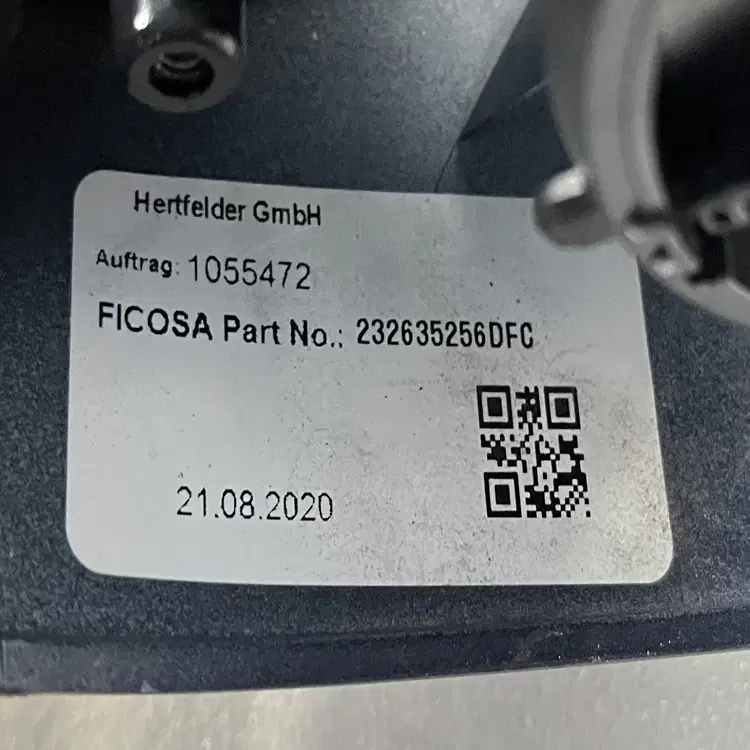 Hertfelder GmbH
Auftrag: 1055472
FICOSA Part No.: 232635256DFC
21.08.2020